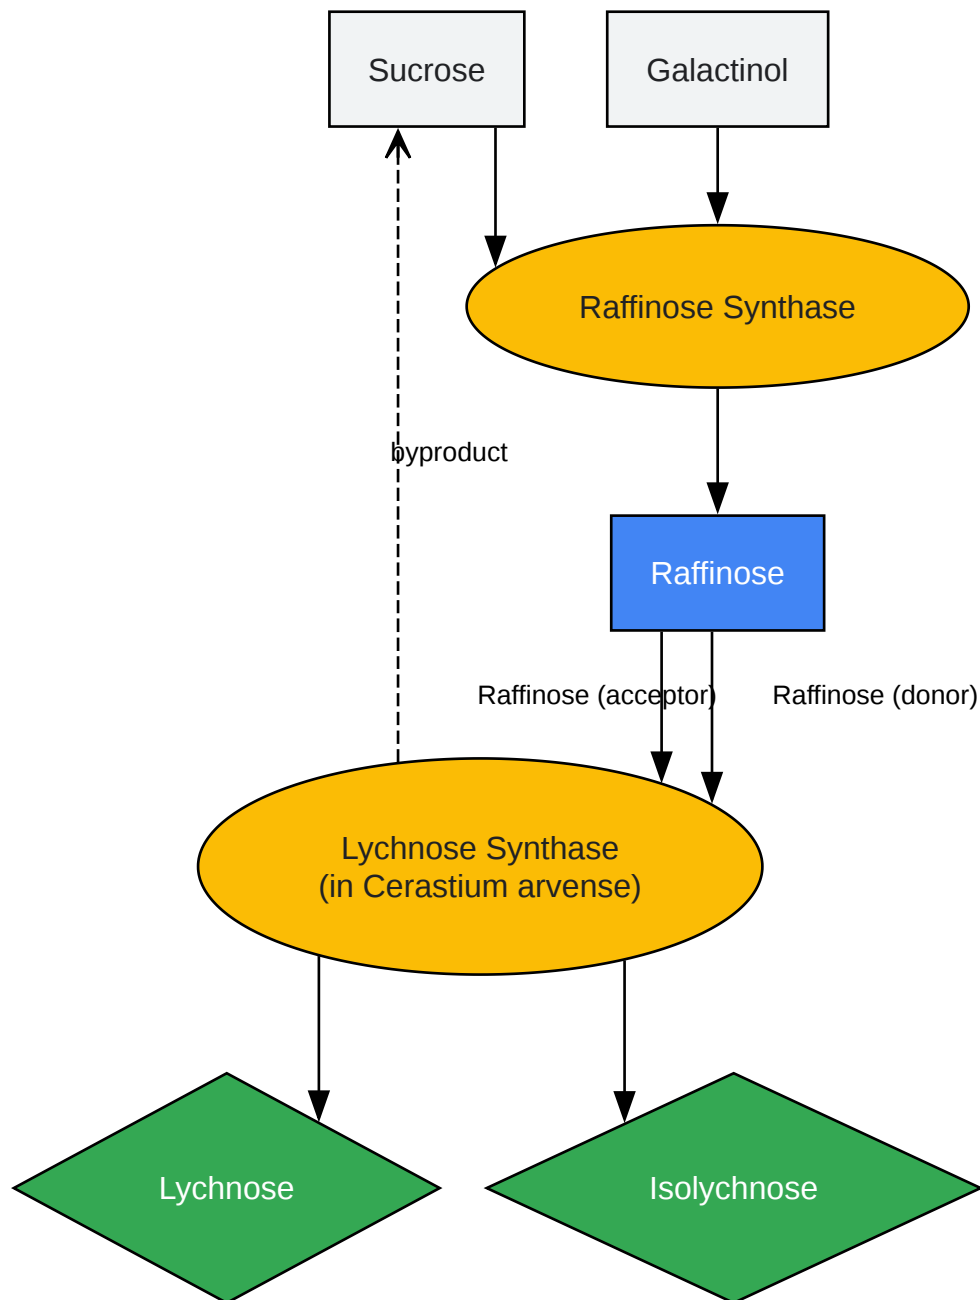 Sucrose
Galactinol
Raffinose Synthase
byproduct
Raffinose
Raffinose (acceptor)
Raffinose (donor)
Lychnose Synthase
(in Cerastium arvense)
Lychnose
Isolychnose